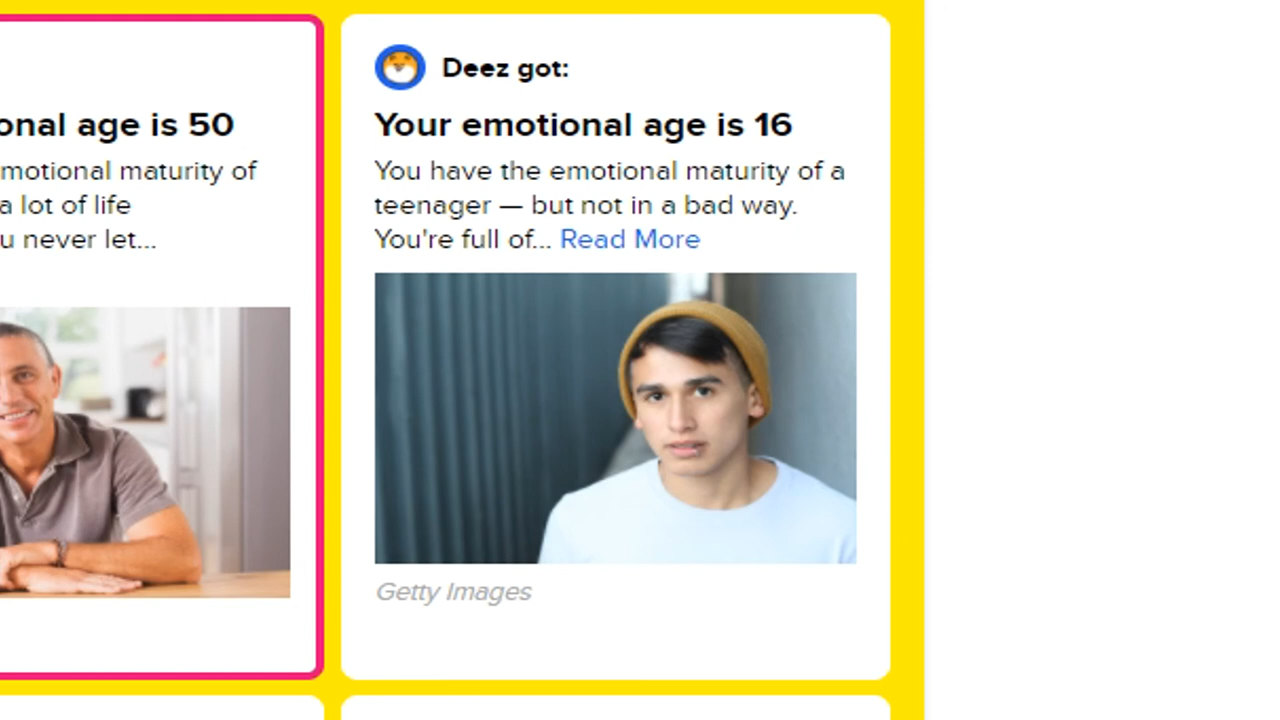 onal age is 50
motional maturity of
a lot of life
u never let...
Deez got:
Your emotional age is 16
You have the emotional maturity of a
teenager — but not in a bad way.
You're full of... Read More
Getty Images